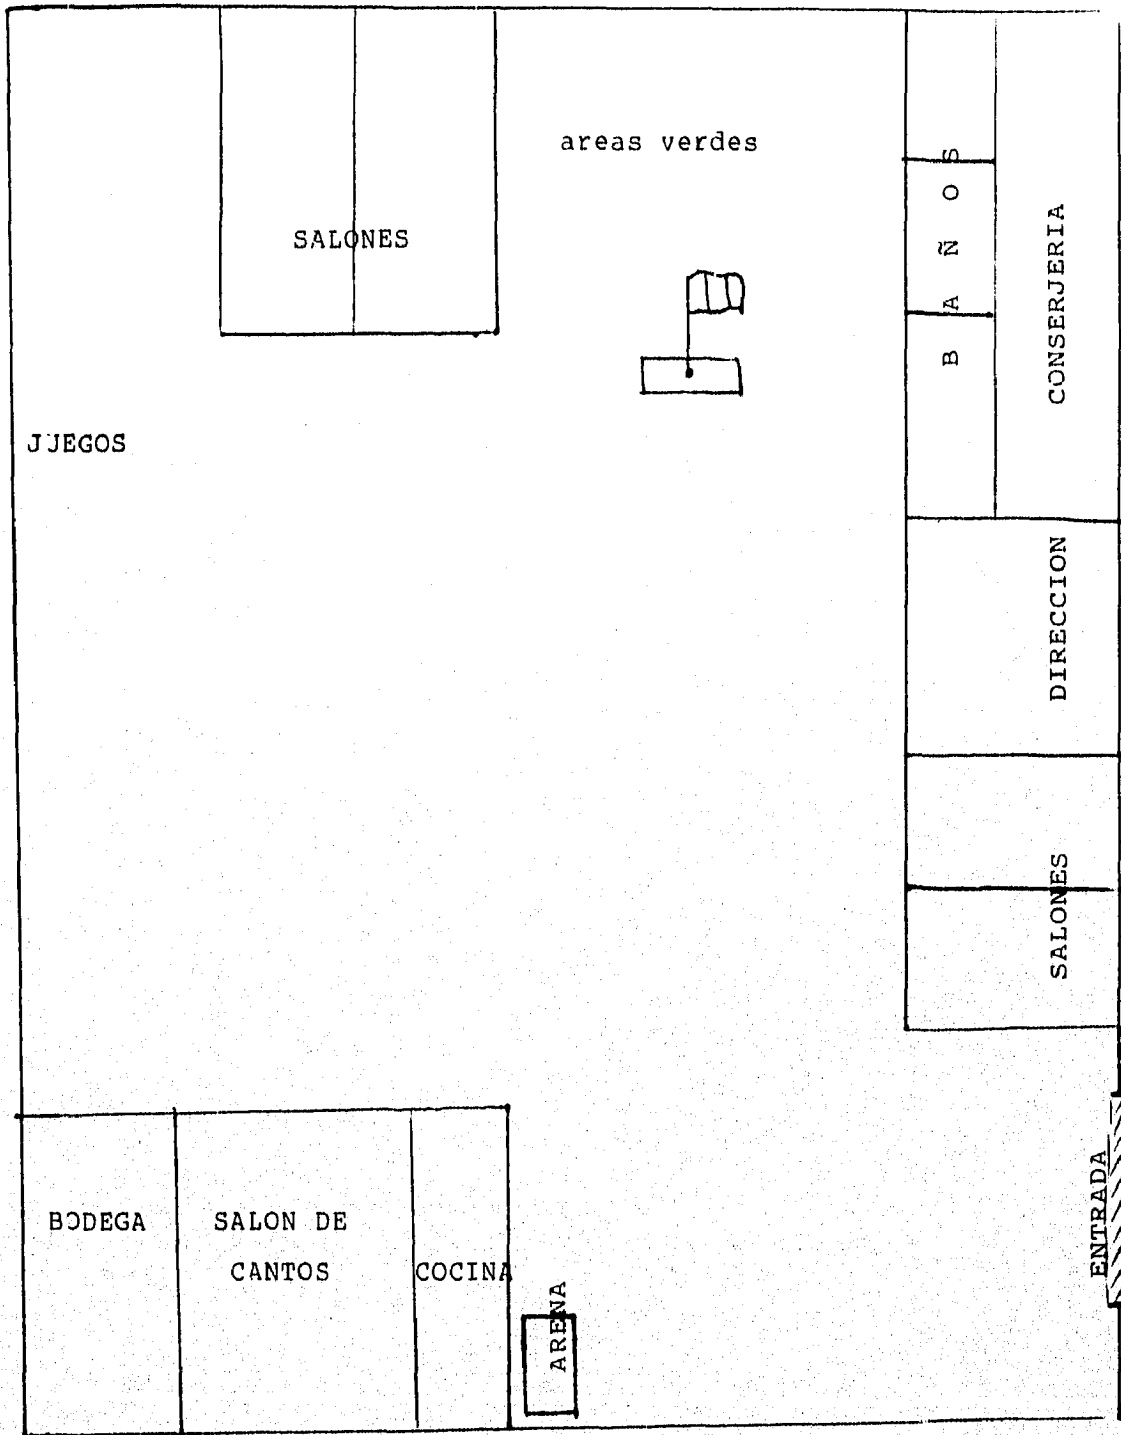 areas verdes
SALONES
BAÑOS
CONSERJERIA
JUEGOS
DIRECCION
SALONES
ENTRADA
BODEGA
SALON DE
CANTOS
COCINA
ARENA